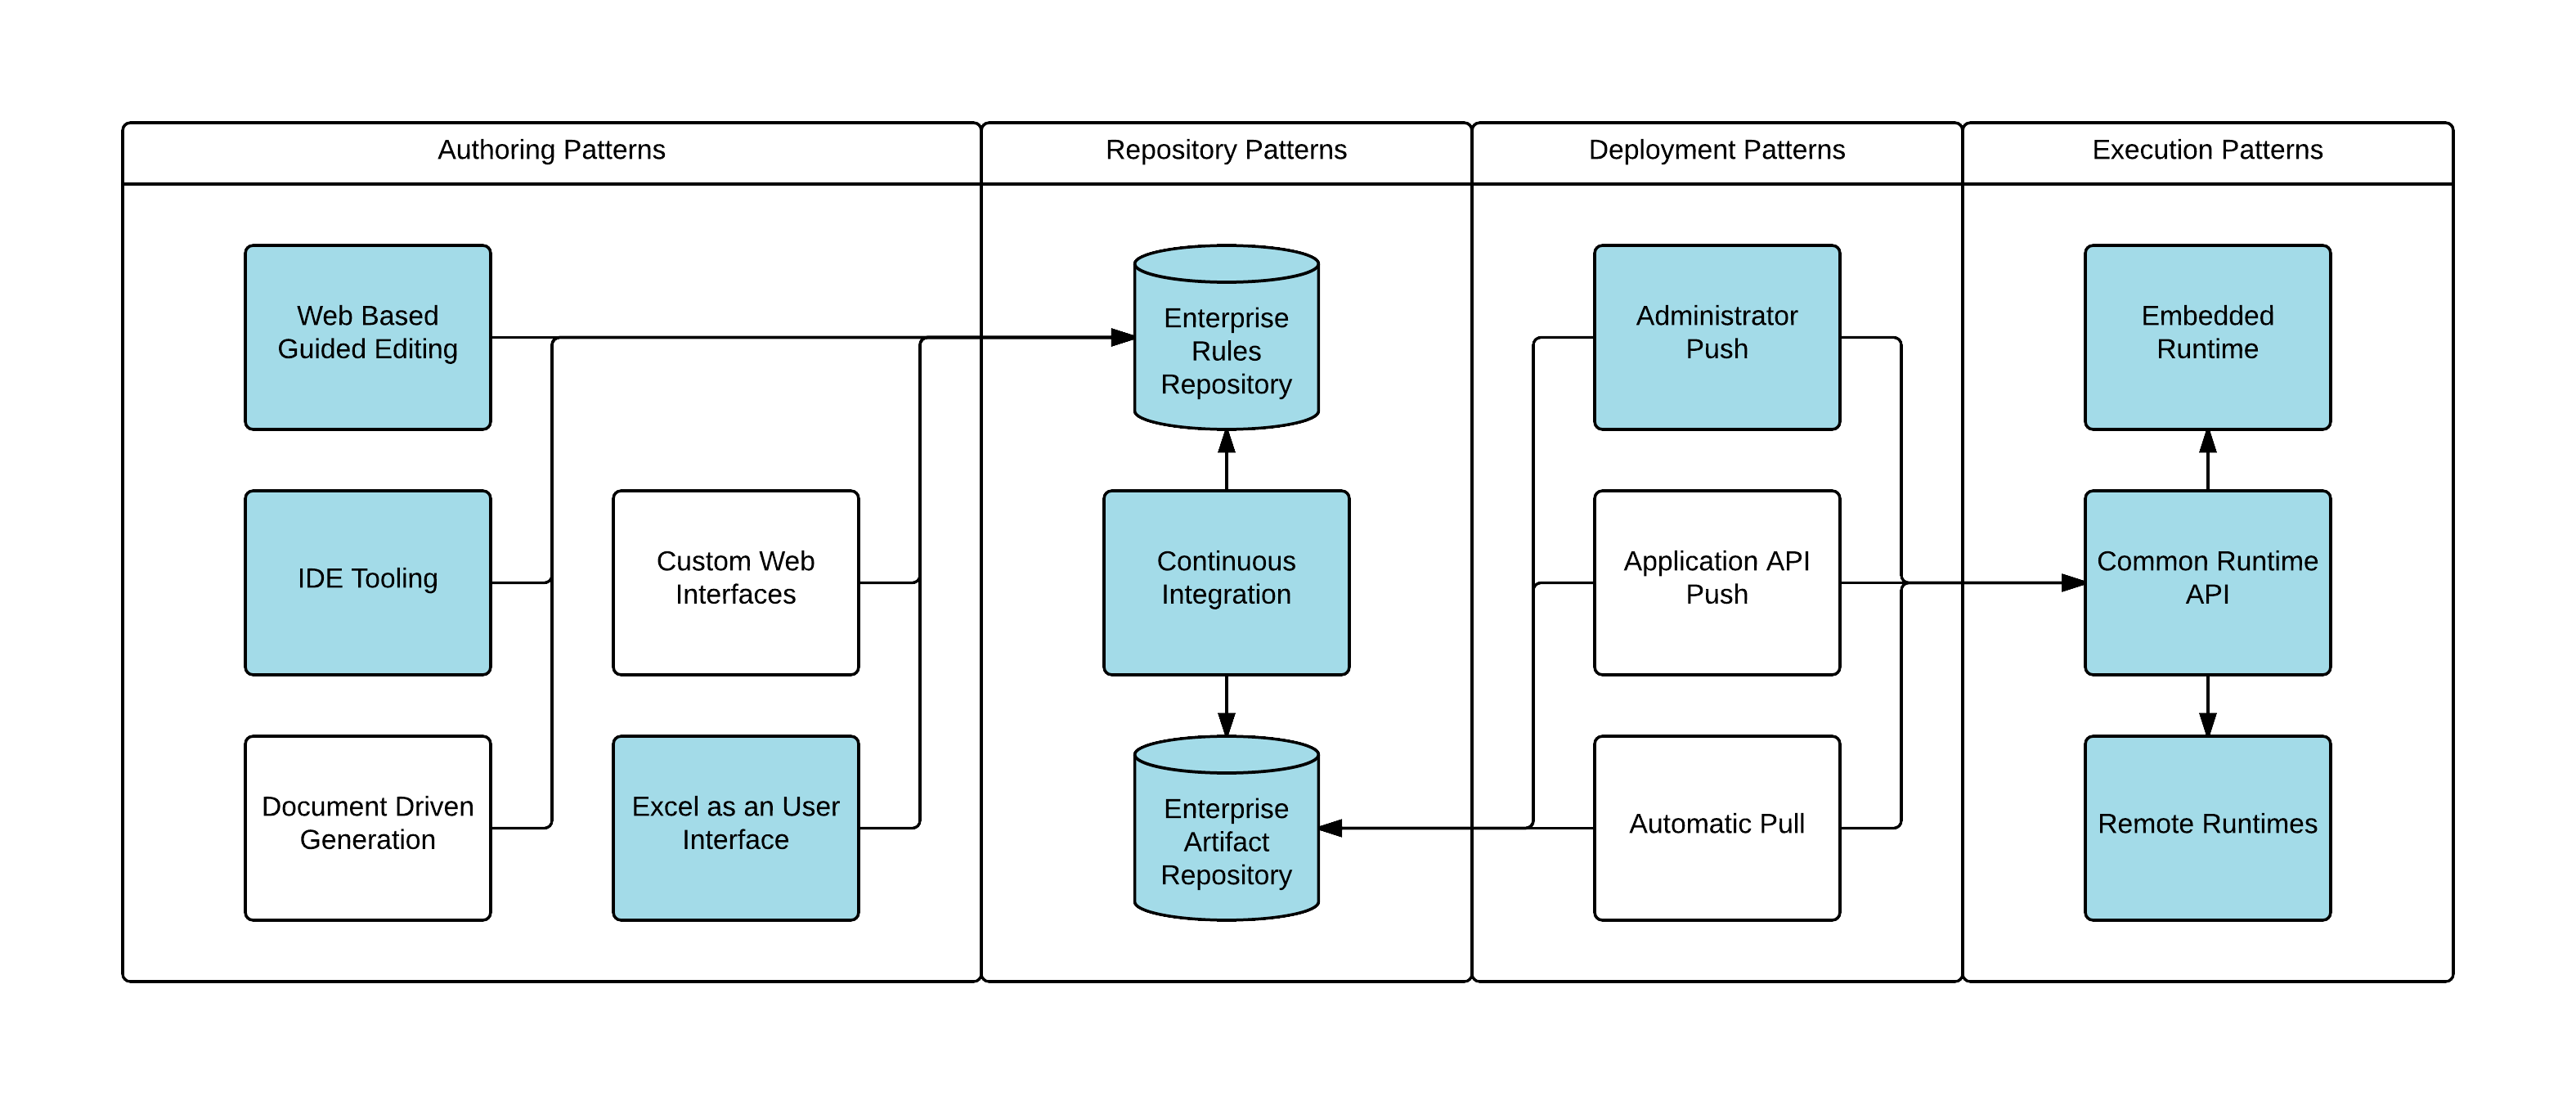 Authoring Patterns
Repository Patterns
Deployment Patterns
Execution Patterns
Web Based
Guided Editing
IDE Tooling
Document Driven
Generation
Custom Web
Interfaces
Excel as an User
Interface
Enterprise
Rules
Repository
Continuous
Integration
Enterprise
Artifact
Repository
Administrator
Push
Application API
Push
Automatic Pull
Embedded
Runtime
Common Runtime
API
Remote Runtimes